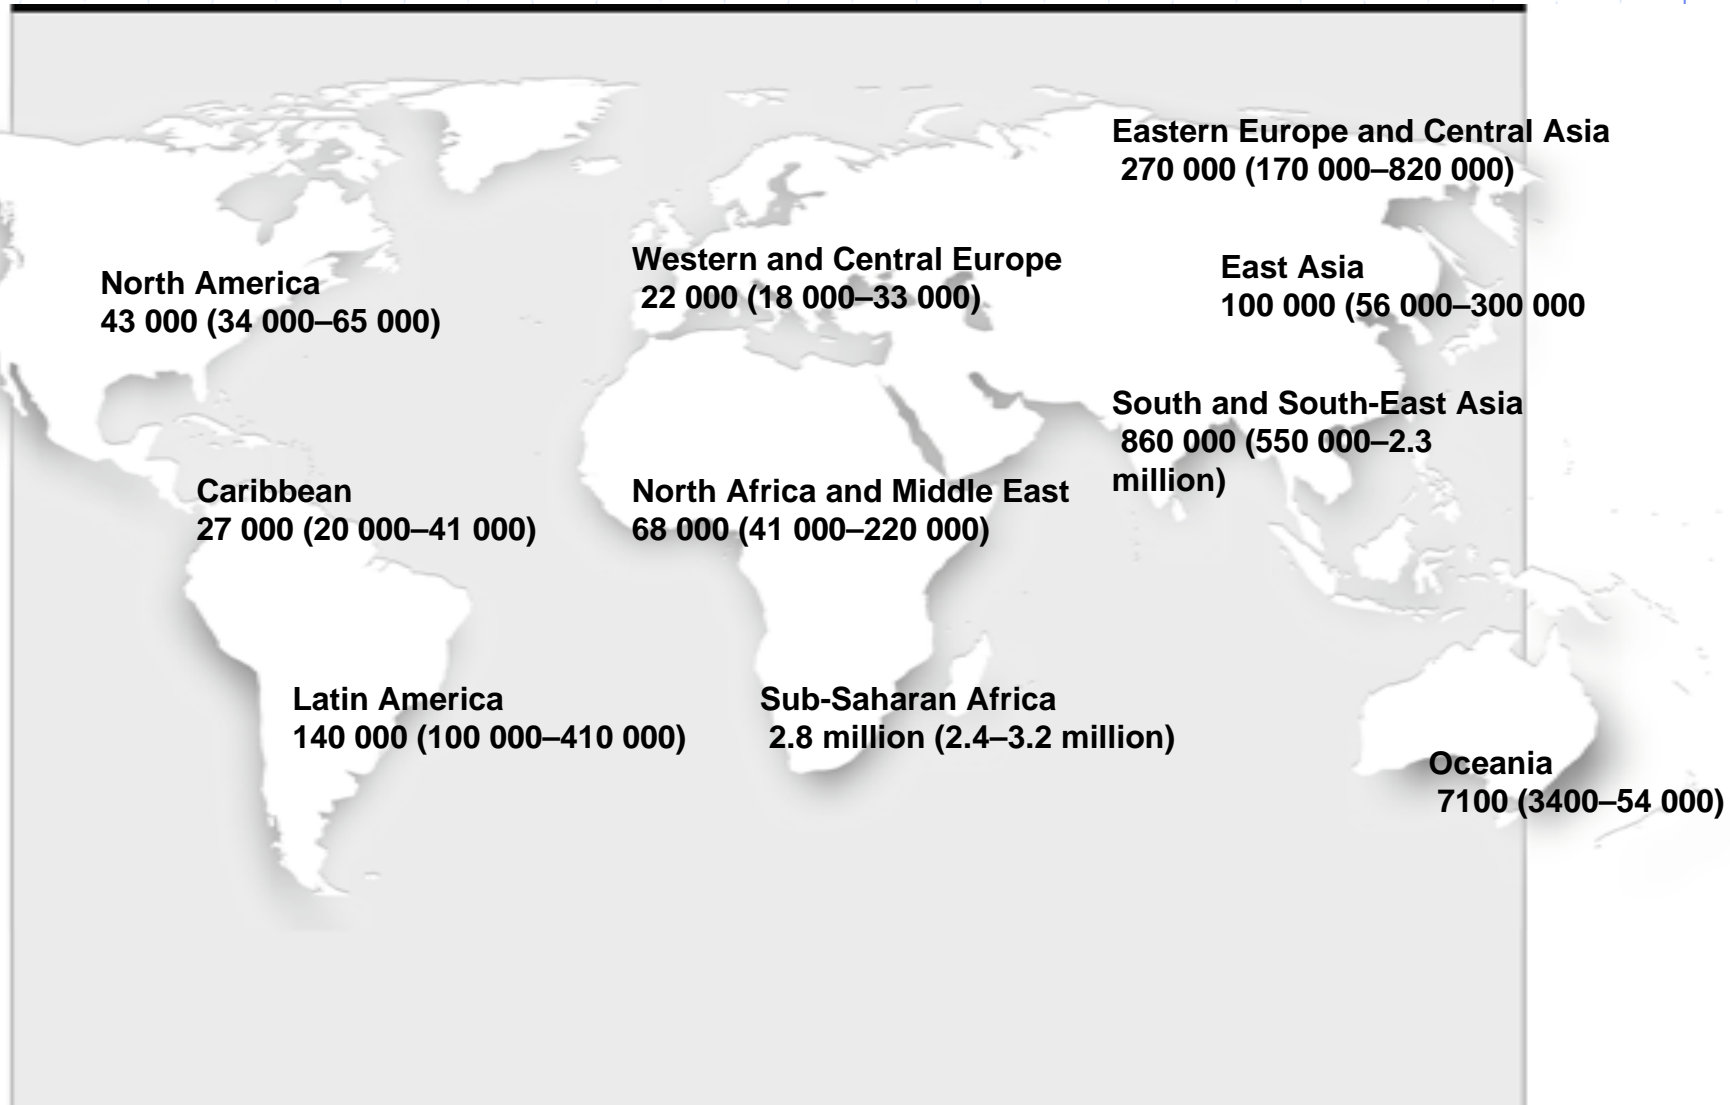 Eastern Europe and Central Asia
270 000 (170 000–820 000)
Western and Central Europe
22 000 (18 000–33 000)
East Asia
100 000 (56 000–300 000
North America
43 000 (34 000–65 000)
South and South-East Asia
860 000 (550 000–2.3
million)
Caribbean
27 000 (20 000–41 000)
North Africa and Middle East
68 000 (41 000–220 000)
Latin America
140 000 (100 000–410 000)
Sub-Saharan Africa
2.8 million (2.4–3.2 million)
Oceania
7100 (3400–54 000)